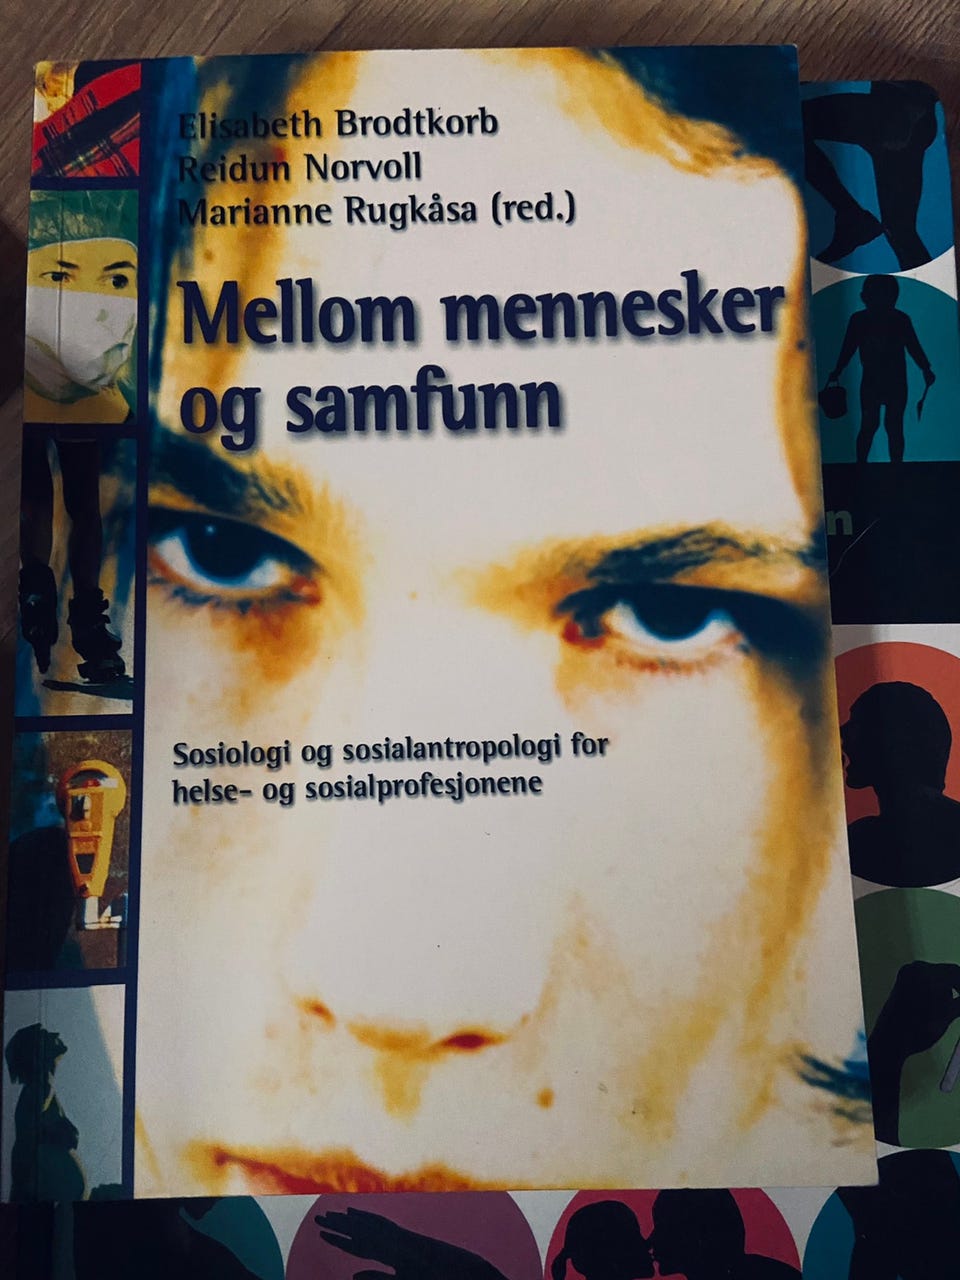 Elisabeth Brodtkorb
Reidun Norvoll
Marianne Rugkåsa (red.)
Mellom mennesker
og samfunn
Sosiologi og sosialantropologi for
helse- og sosialprofesjonene
n